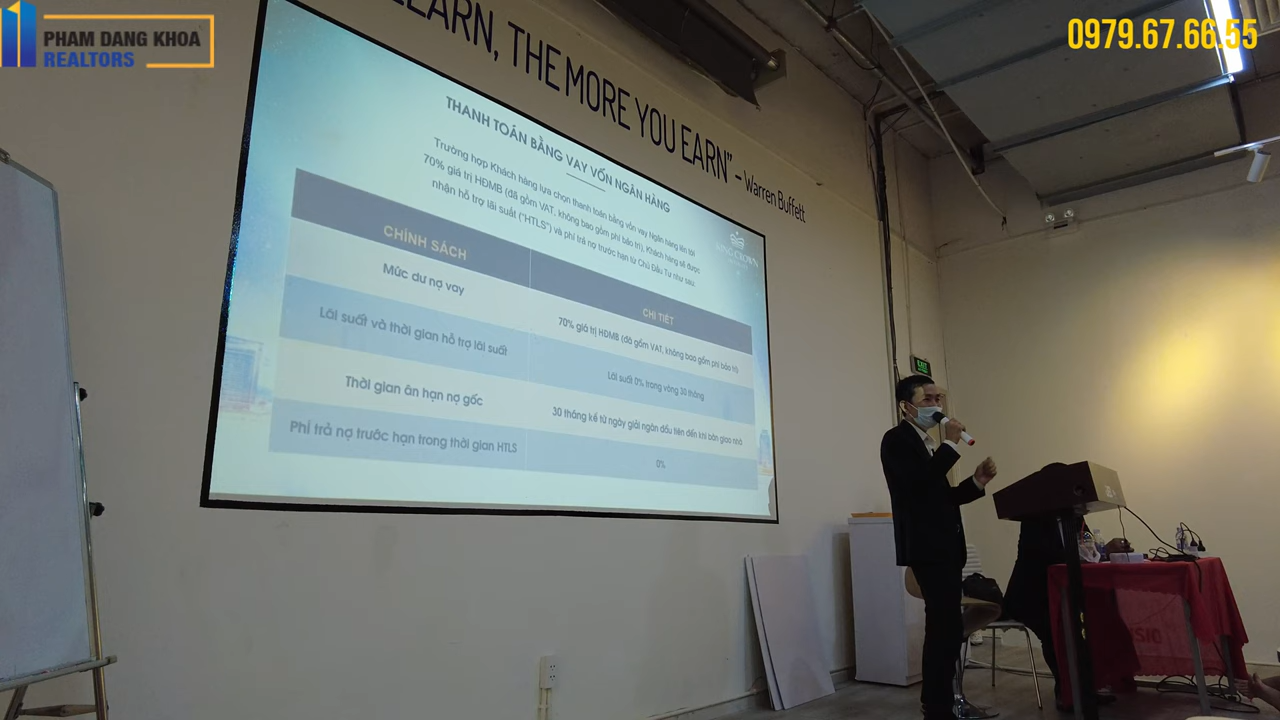 PHAM DANG KHOA
REALTORS
0979.67.66.55
EARN, THE MORE YOU EARN" – Warren Buffett
THANH TOÁN BẰNG VAY VỐN NGÂN HÀNG
Trường hợp Khách hàng lựa chọn thanh toán bằng vốn vay Ngân hàng lên tới
70% giá trị HĐMB (đã gồm VAT, không bao gồm phí bảo trì), Khách hàng sẽ được
nhận hỗ trợ lãi suất ("HTLS") và phí trả nợ trước hạn từ Chủ Đầu Tư như sau:
KING CROWN
CHÍNH SÁCH
CHI TIẾT
Mức dư nợ vay
70% giá trị HĐMB (đã gồm VAT, không bao gồm phí bảo trì)
Lãi suất và thời gian hỗ trợ lãi suất
Lãi suất 0% trong vòng 30 tháng
Thời gian ân hạn nợ gốc
30 tháng kể từ ngày giải ngân đầu tiên đến khi bàn giao nhà
Phí trả nợ trước hạn trong thời gian HTLS
0%
EXIT